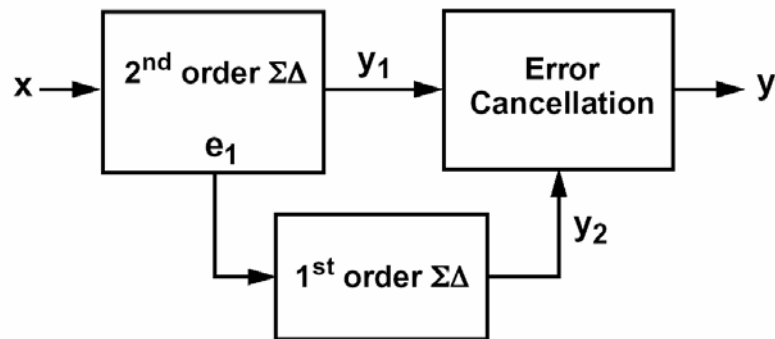 x
2nd order ΣΔ
e1
y1
Error
Cancellation
y
1st order ΣΔ
y2